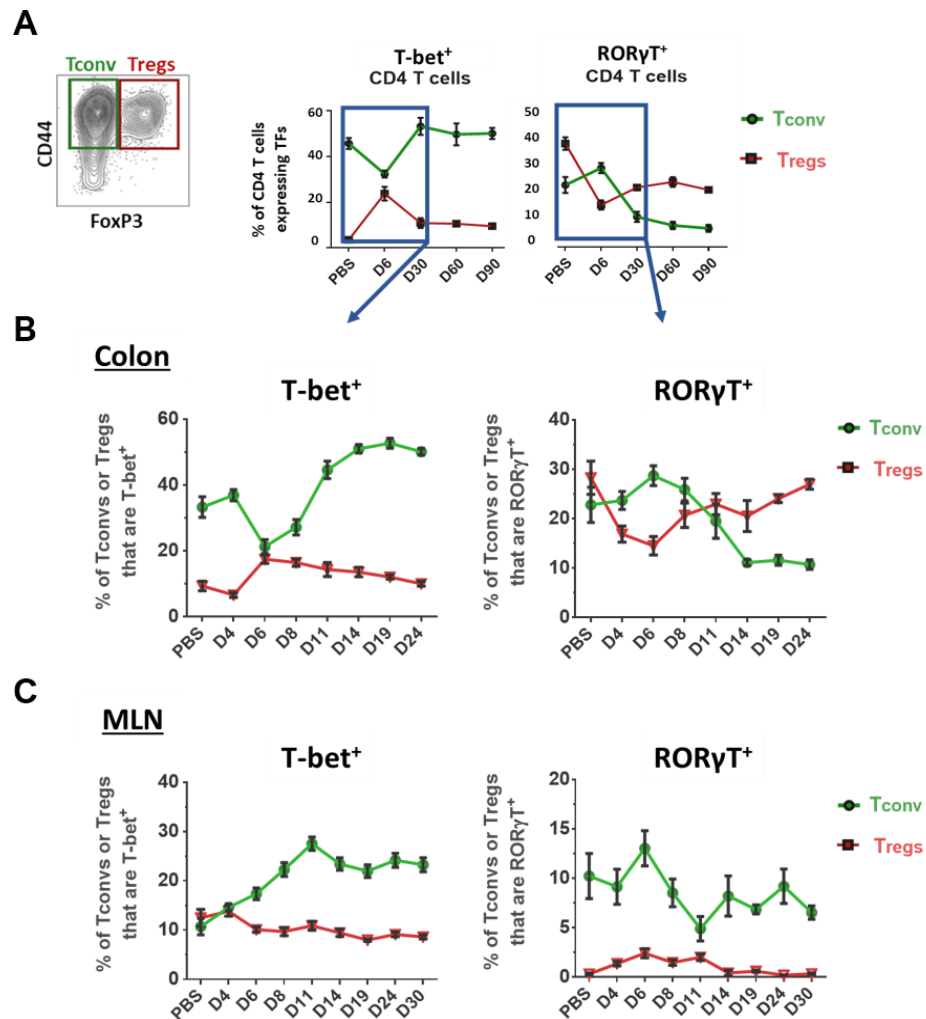 A
Tconv Tregs
CD44
FoxP3
T-bet⁺
CD4 T cells
% of CD4 T cells
expressing TFs
60
40
20
0
PBS
D6
D30
D60
D90
RORγT⁺
CD4 T cells
50
40
30
20
10
0
PBS
D6
D30
D60
D90
Tconv
Tregs
B
Colon
T-bet⁺
% of Tconvs or Tregs
that are T-bet⁺
60
40
20
0
PBS
D4
D6
D8
D11
D14
D19
D24
RORγT⁺
% of Tconvs or Tregs
that are RORγT⁺
40
30
20
10
0
PBS
D4
D6
D8
D11
D14
D19
D24
Tconv
Tregs
C
MLN
T-bet⁺
% of Tconvs or Tregs
that are T-bet⁺
40
30
20
10
0
PBS
D4
D6
D8
D11
D14
D19
D24
D30
RORγT⁺
% of Tconvs or Tregs
that are RORγT⁺
20
15
10
5
0
PBS
D4
D6
D8
D11
D14
D19
D24
D30
Tconv
Tregs